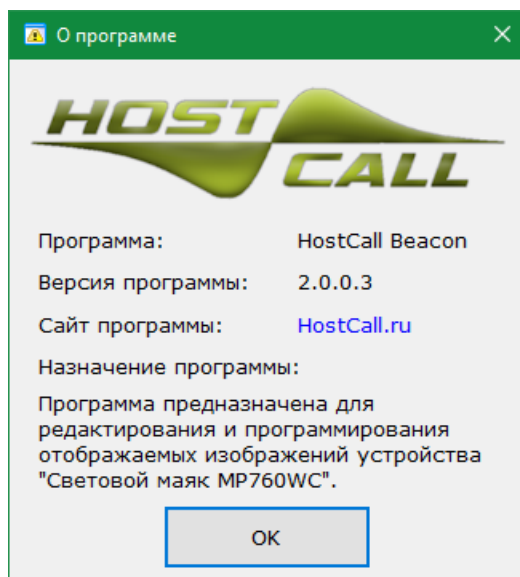 О программе
HOST
CALL
Программа: HostCall Beacon
Версия программы: 2.0.0.3
Сайт программы: HostCall.ru
Назначение программы:
Программа предназначена для
редактирования и программирования
отображаемых изображений устройства
"Световой маяк MP760WC".
OK